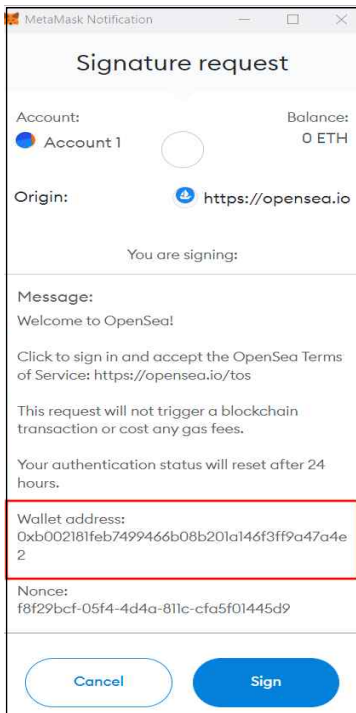 MetaMask Notification
Signature request
Account:
Balance:
Account 1
0 ETH
Origin:
https://opensea.io
You are signing:
Message:
Welcome to OpenSea!
Click to sign in and accept the OpenSea Terms
of Service: https://opensea.io/tos
This request will not trigger a blockchain
transaction or cost any gas fees.
Your authentication status will reset after 24
hours.
Wallet address:
0xb002181feb7499466b08b201a146f3ff9a47a4e
2
Nonce:
f8f29bcf-05f4-4d4a-811c-cfa5f01445d9
Cancel
Sign